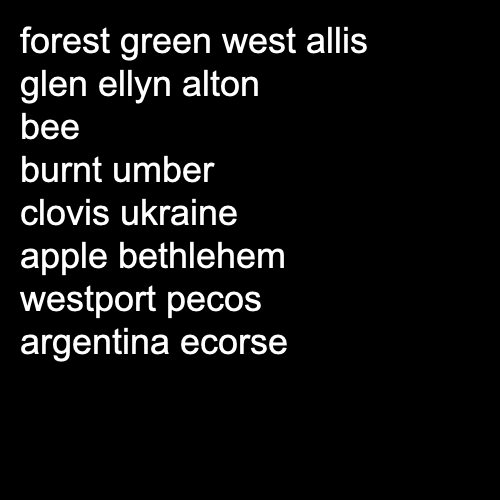 forest green west allis
glen ellyn alton
bee
burnt umber
clovis ukraine
apple bethlehem
westport pecos
argentina ecorse